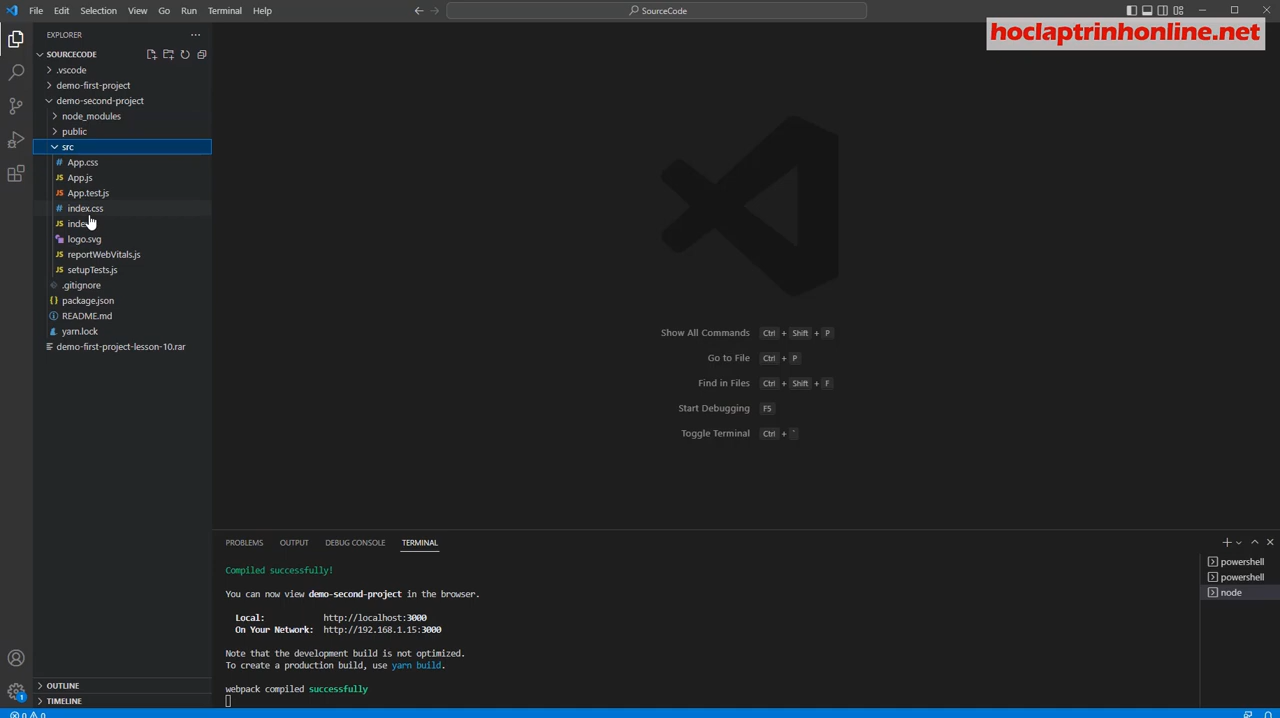 File Edit Selection View Go Run Terminal Help
SourceCode
hoclaptrinhonline.net
EXPLORER
SOURCECODE
.vscode
demo-first-project
demo-second-project
node_modules
public
src
App.css
App.js
App.test.js
index.css
logo.svg
reportWebVitals.js
setupTests.js
.gitignore
package.json
README.md
yarn.lock
demo-first-project-lesson-10.rar
Show All Commands Ctrl + Shift + P
Go to File Ctrl + P
Find in Files Ctrl + Shift + F
Start Debugging F5
Toggle Terminal Ctrl + `
PROBLEMS OUTPUT DEBUG CONSOLE TERMINAL
Compiled successfully!
You can now view demo-second-project in the browser.
Local: http://localhost:3000
On Your Network: http://192.168.1.15:3000
Note that the development build is not optimized.
To create a production build, use yarn build.
webpack compiled successfully
powershell
powershell
node
OUTLINE
TIMELINE
1
0 0